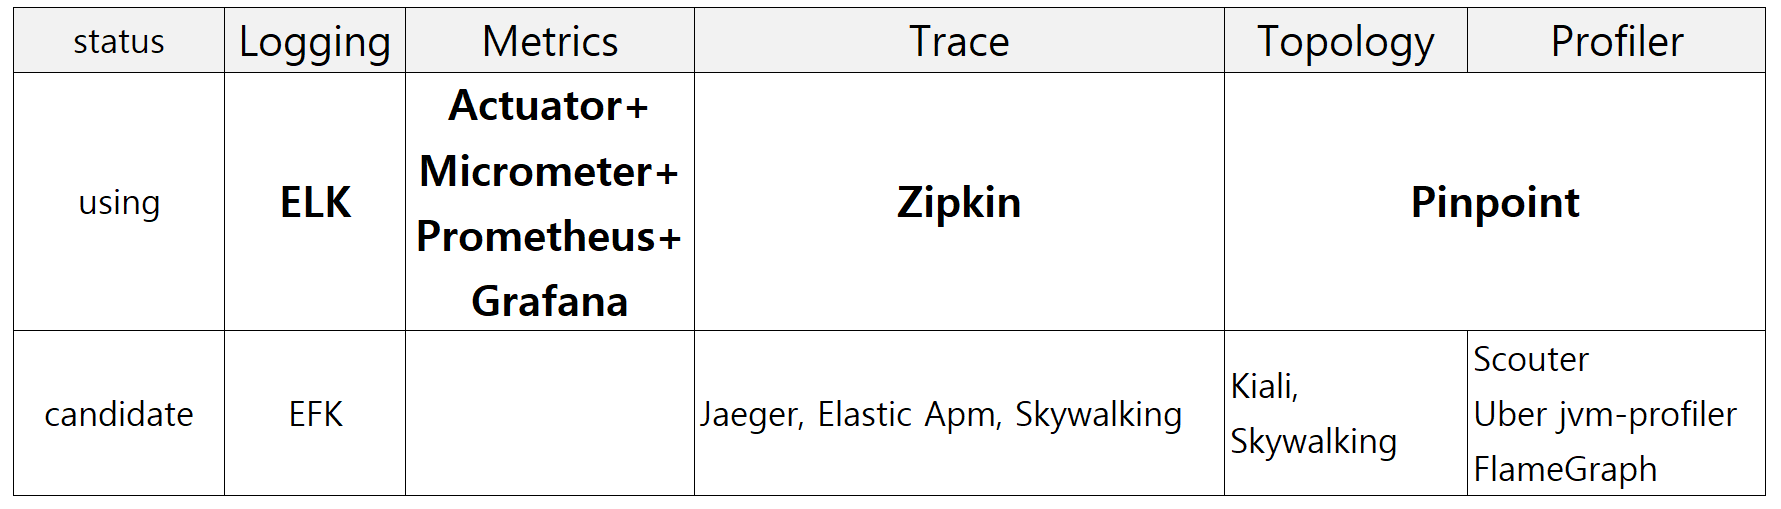 status Logging Metrics Trace Topology Profiler
using ELK Actuator+
Micrometer+
Prometheus+
Grafana Zipkin Pinpoint
candidate EFK Jaeger, Elastic Apm, Skywalking Kiali,
Skywalking Scouter
Uber jvm-profiler
FlameGraph